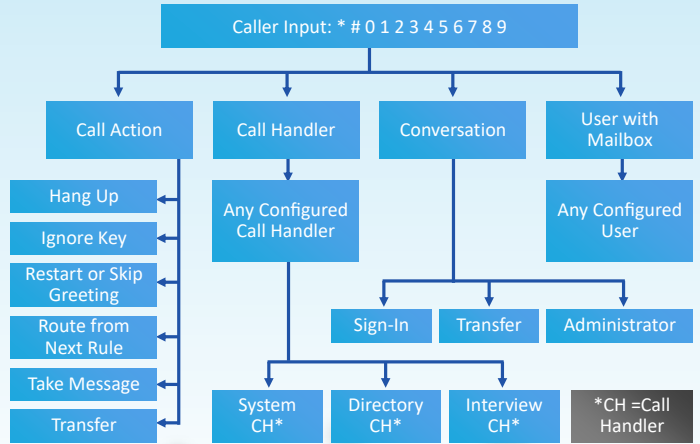 Caller Input: * # 0 1 2 3 4 5 6 7 8 9
Call Action
Call Handler
Conversation
User with
Mailbox
Hang Up
Ignore Key
Restart or Skip
Greeting
Route from
Next Rule
Take Message
Transfer
Any Configured
Call Handler
Any Configured
User
Sign-In
Transfer
Administrator
System
CH*
Directory
CH*
Interview
CH*
*CH =Call
Handler